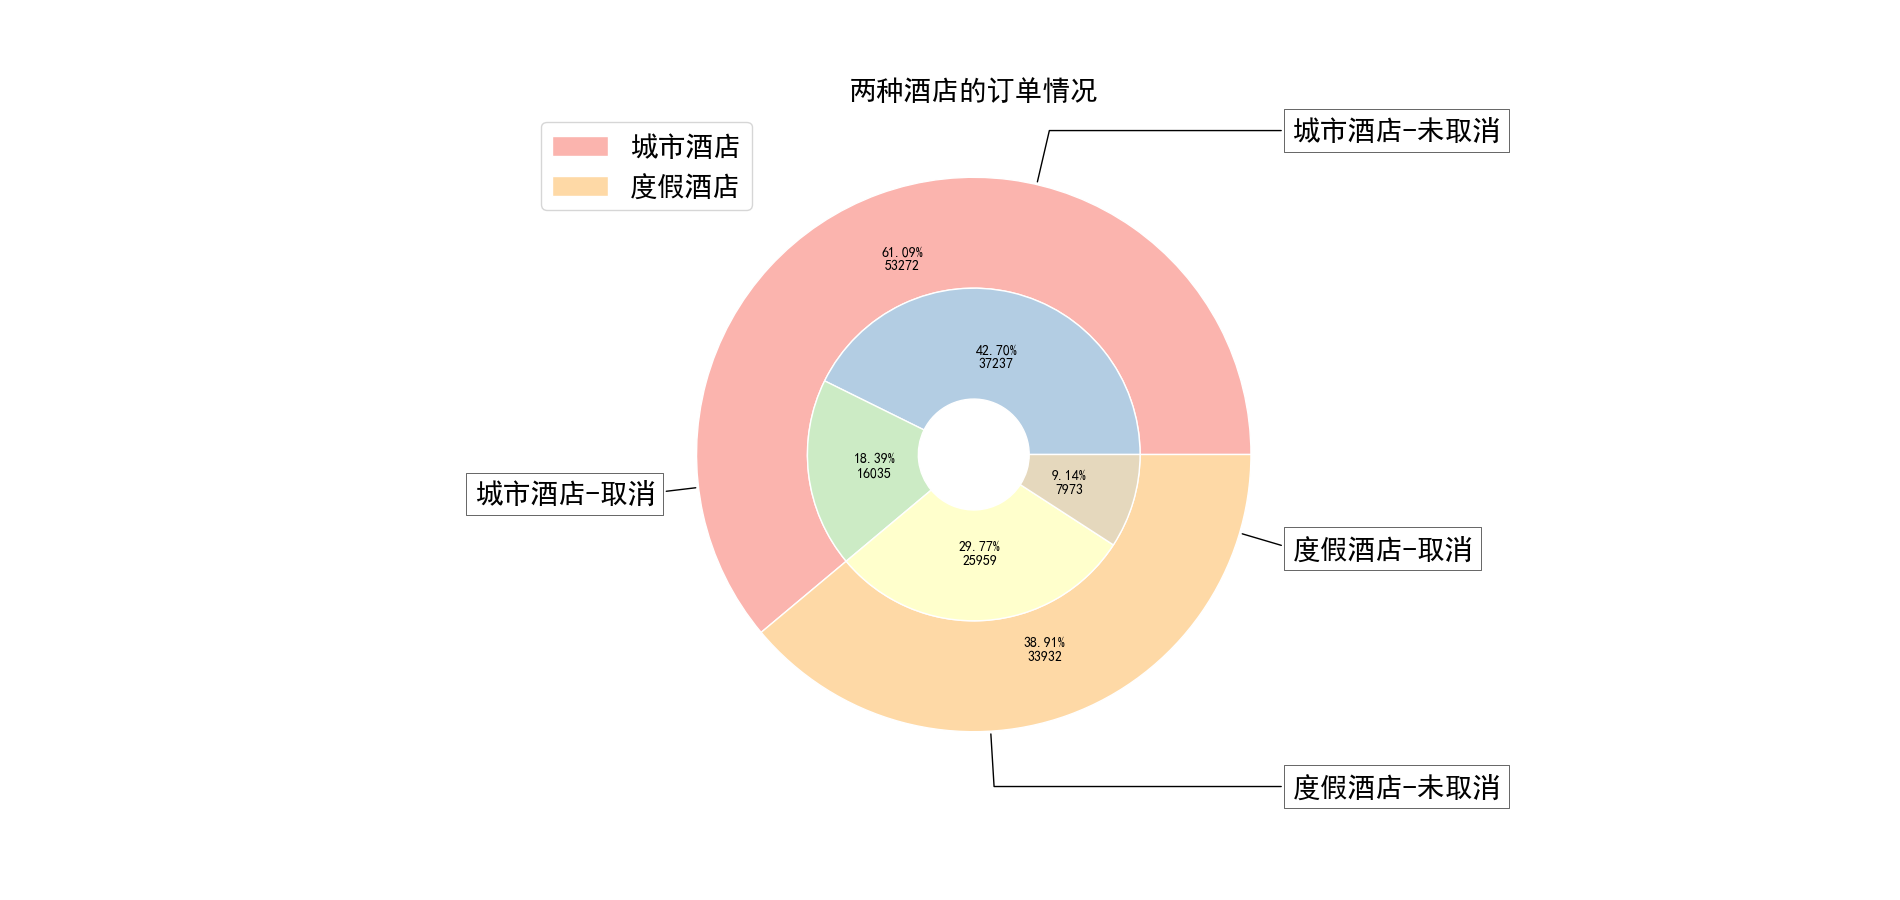 两种酒店的订单情况
城市酒店
度假酒店
城市酒店-未取消
61.09%
53272
42.70%
37237
18.39%
16035
9.14%
7973
城市酒店-取消
度假酒店-取消
29.77%
25959
38.91%
33932
度假酒店-未取消